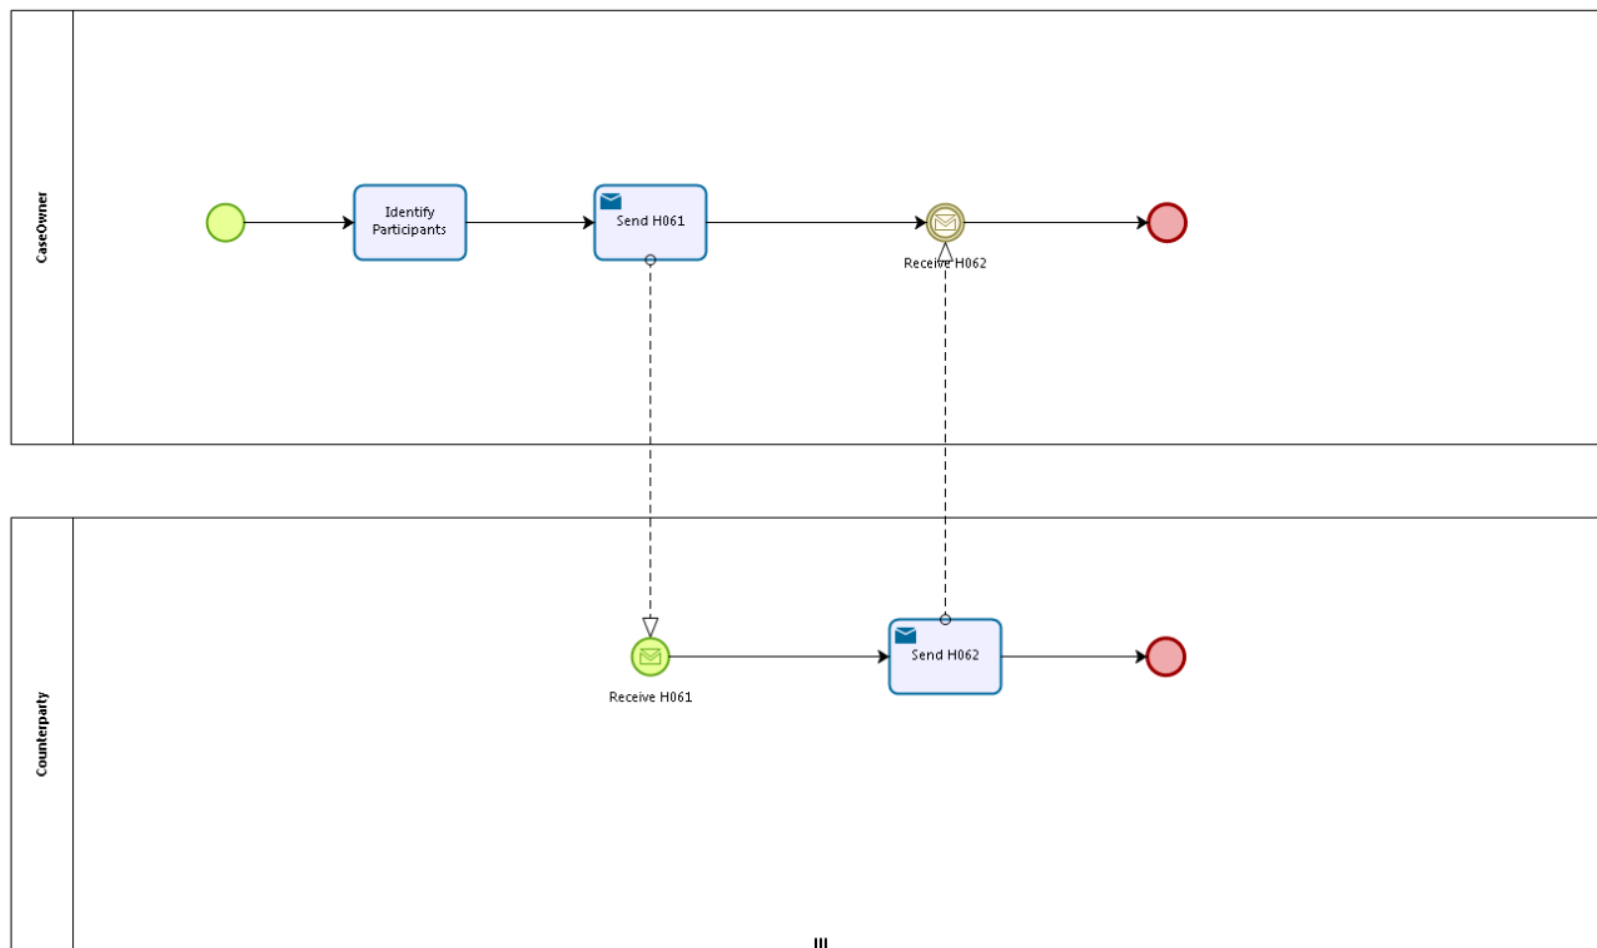 CaseOwner
Identify
Participants
Send H061
Receive H062
Counterparty
Receive H061
Send H062